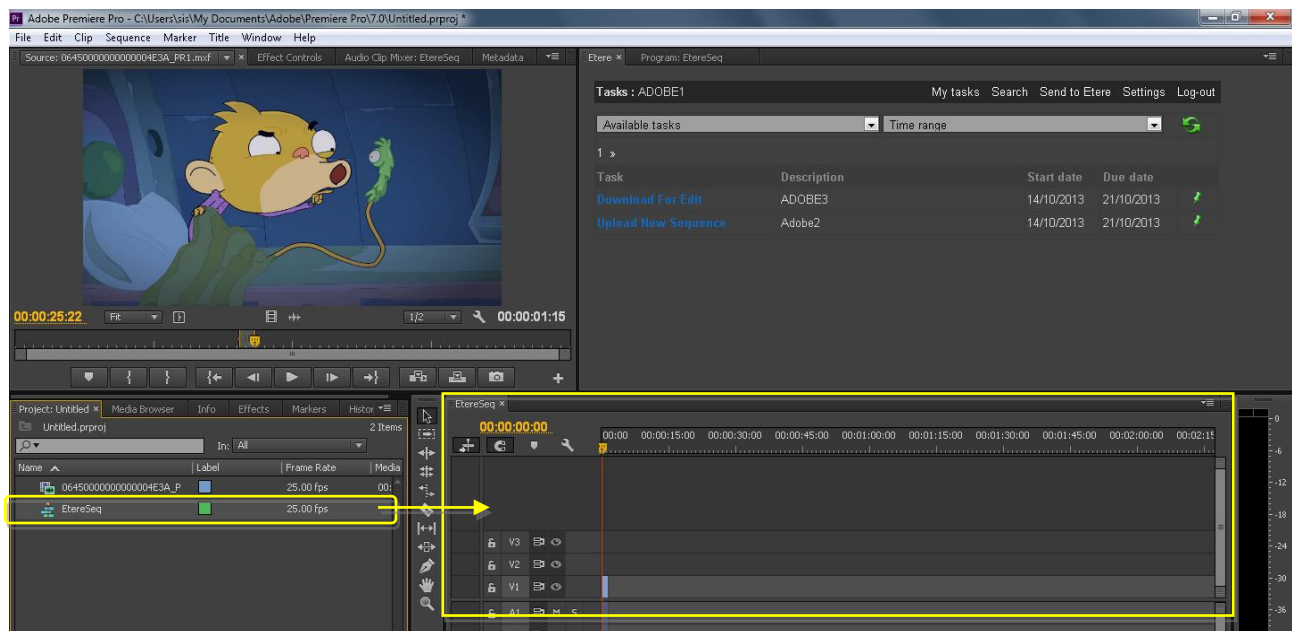 Pr Adobe Premiere Pro - C:\Users\sis\My Documents\Adobe\Premiere Pro\7.0\Untitled.prproj *
File Edit Clip Sequence Marker Title Window Help
Source: 06450000000000004E3A_PR1.mxf Effect Controls Audio Clip Mixer: EtereSeq Metadata
Etere Program: EtereSeq
Tasks : ADOBE1 My tasks Search Send to Etere Settings Log-out
Available tasks Time range
1 »
Task Description Start date Due date
Download For Edit ADOBE3 14/10/2013 21/10/2013
Upload New Sequence Adobe2 14/10/2013 21/10/2013
00:00:25:22 Fit 1/2 00:00:01:15
Project: Untitled Media Browser Info Effects Markers Histor
Untitled.prproj 2 Items
In: All
Name Label Frame Rate Media
06450000000000004E3A_P 25.00 fps 00:
EtereSeq 25.00 fps
EtereSeq
00:00:00:00
00:00 00:00:15:00 00:00:30:00 00:00:45:00 00:01:00:00 00:01:15:00 00:01:30:00 00:01:45:00 00:02:00:00 00:02:15
V3
V2
V1
A1 M S
0
-6
-12
-18
-24
-30
-36